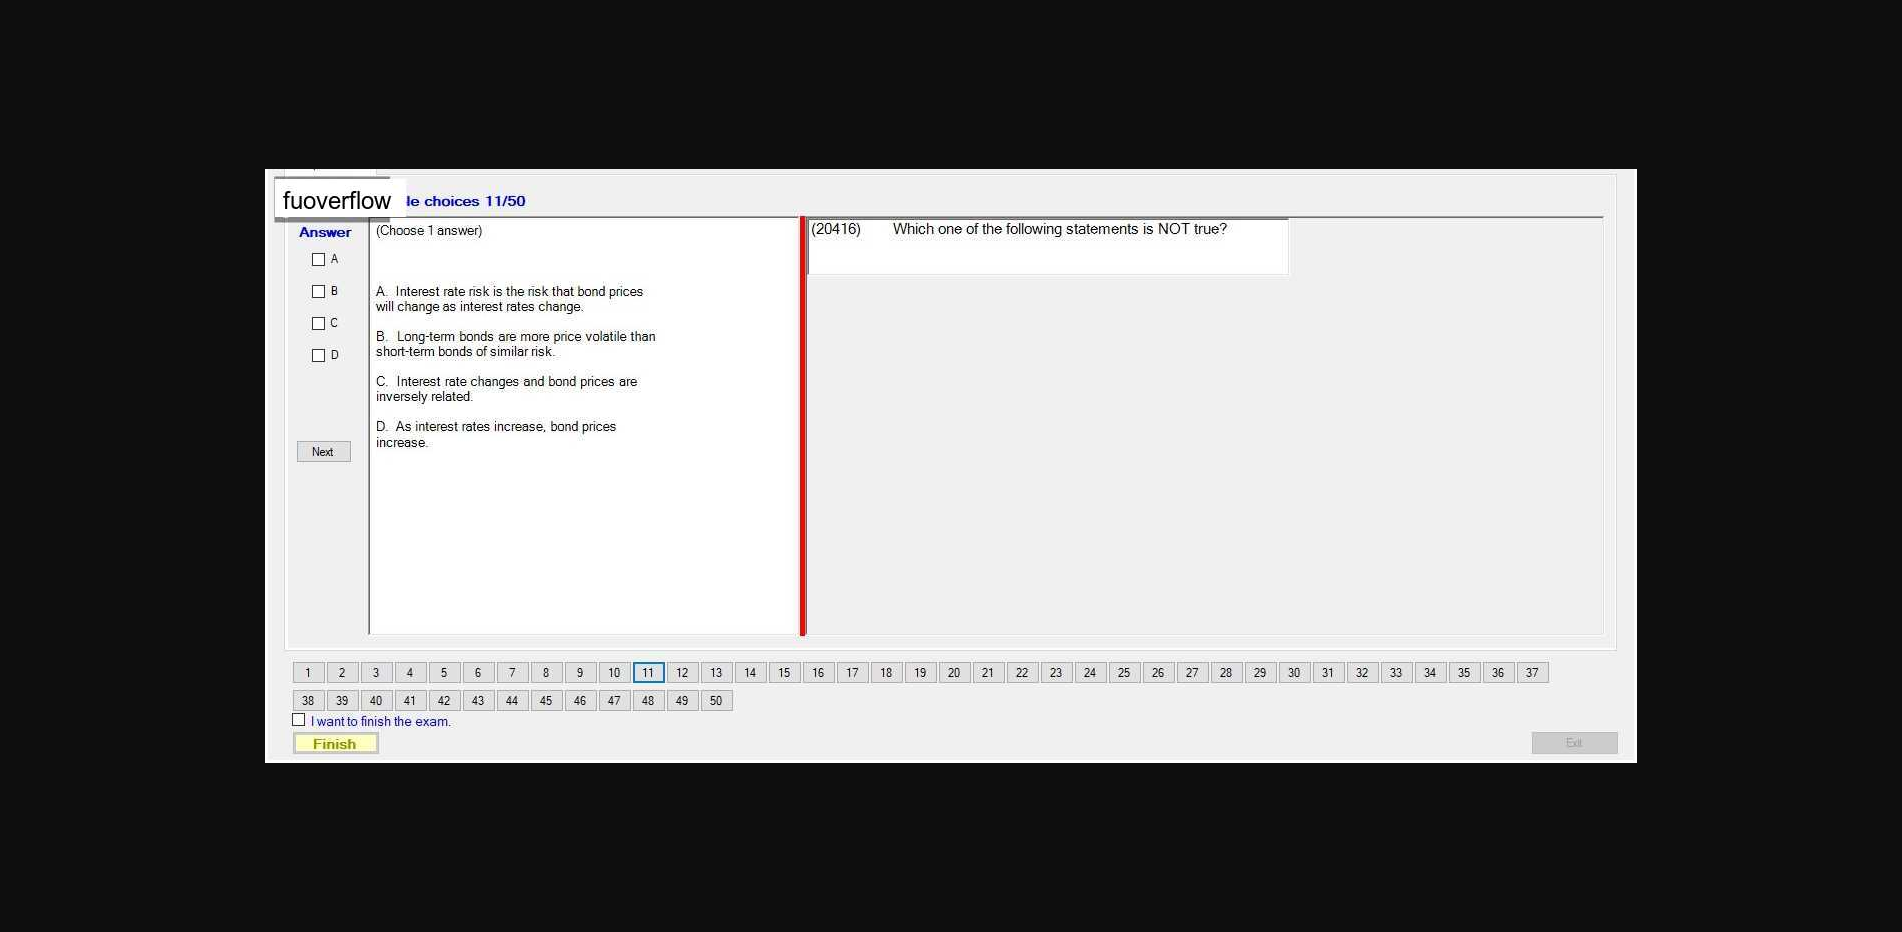 fuoverflow le choices 11/50
Answer
(Choose 1 answer)
(20416) Which one of the following statements is NOT true?
A
B
C
D
A. Interest rate risk is the risk that bond prices
will change as interest rates change.
B. Long-term bonds are more price volatile than
short-term bonds of similar risk.
C. Interest rate changes and bond prices are
inversely related.
D. As interest rates increase, bond prices
increase.
Next
1 2 3 4 5 6 7 8 9 10 11 12 13 14 15 16 17 18 19 20 21 22 23 24 25 26 27 28 29 30 31 32 33 34 35 36 37
38 39 40 41 42 43 44 45 46 47 48 49 50
I want to finish the exam.
Finish
Exit